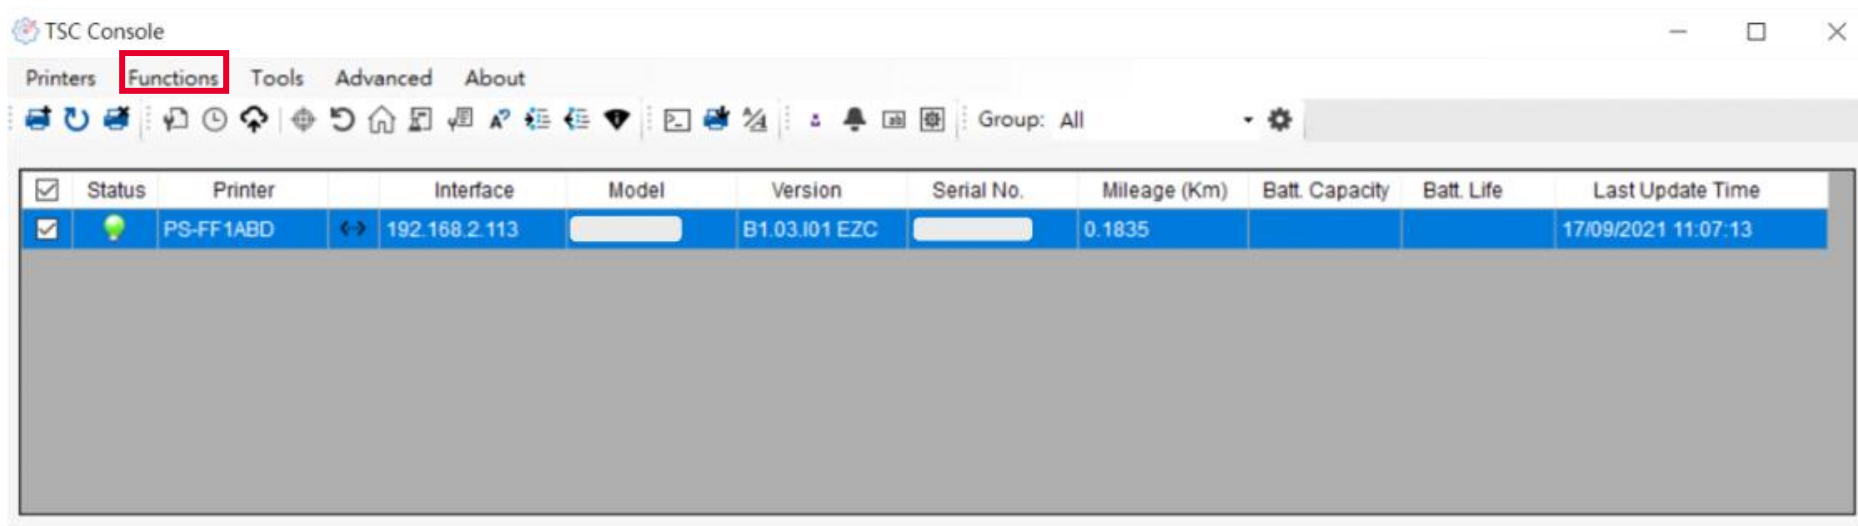 TSC Console
Printers Functions Tools Advanced About
Group: All
Status Printer Interface Model Version Serial No. Mileage (Km) Batt. Capacity Batt. Life Last Update Time
PS-FF1ABD 192.168.2.113 B1.03.I01 EZC 0.1835 17/09/2021 11:07:13